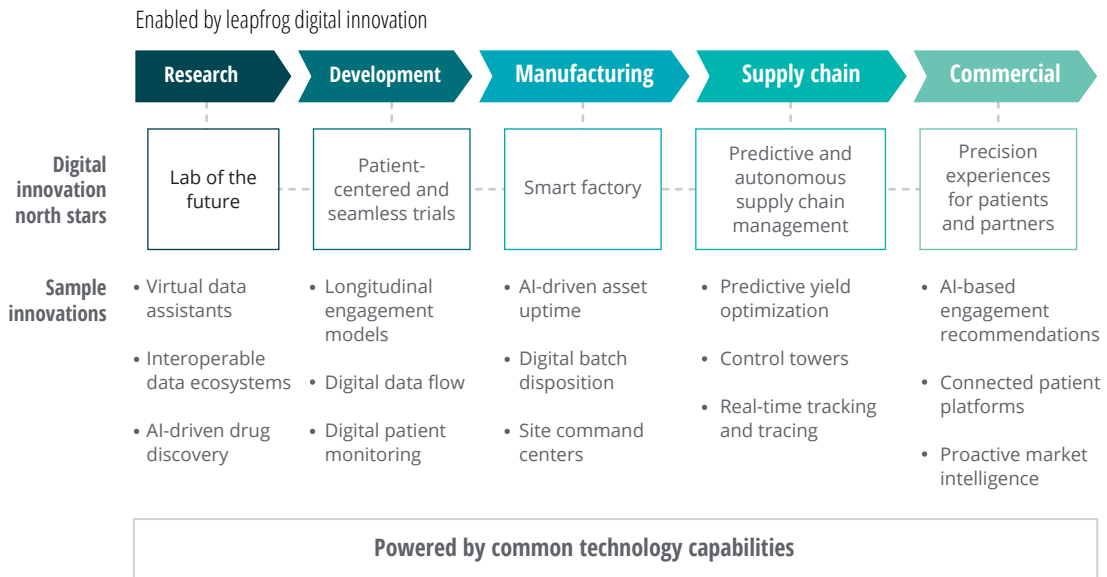 Enabled by leapfrog digital innovation
Research
Development
Manufacturing
Supply chain
Commercial
Digital
innovation
north stars
Lab of the
future
Patient-
centered and
seamless trials
Smart factory
Predictive and
autonomous
supply chain
management
Precision
experiences
for patients
and partners
Sample
innovations
• Virtual data
assistants
• Interoperable
data ecosystems
• AI-driven drug
discovery
• Longitudinal
engagement
models
• Digital data flow
• Digital patient
monitoring
• AI-driven asset
uptime
• Digital batch
disposition
• Site command
centers
• Predictive yield
optimization
• Control towers
• Real-time tracking
and tracing
• AI-based
engagement
recommendations
• Connected patient
platforms
• Proactive market
intelligence
Powered by common technology capabilities